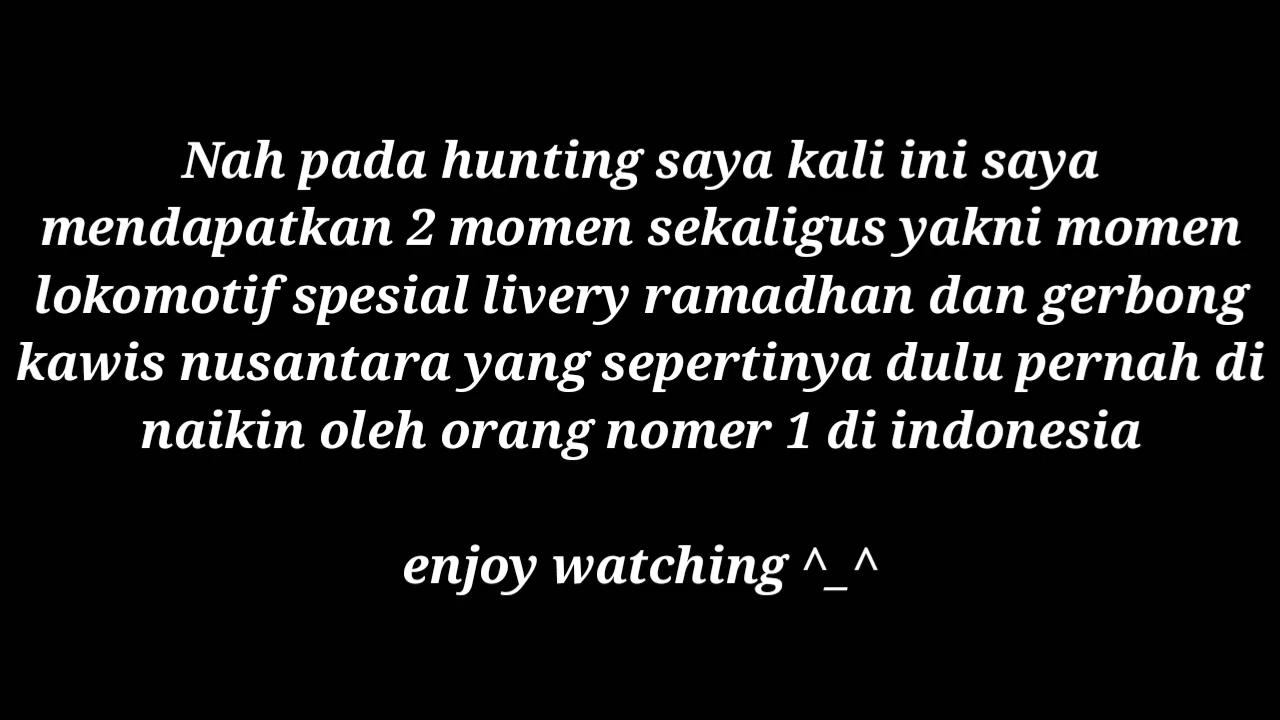 Nah pada hunting saya kali ini saya
mendapatkan 2 momen sekaligus yakni momen
lokomotif spesial livery ramadhan dan gerbong
kawis nusantara yang sepertinya dulu pernah di
naikin oleh orang nomer 1 di indonesia
enjoy watching ^_^